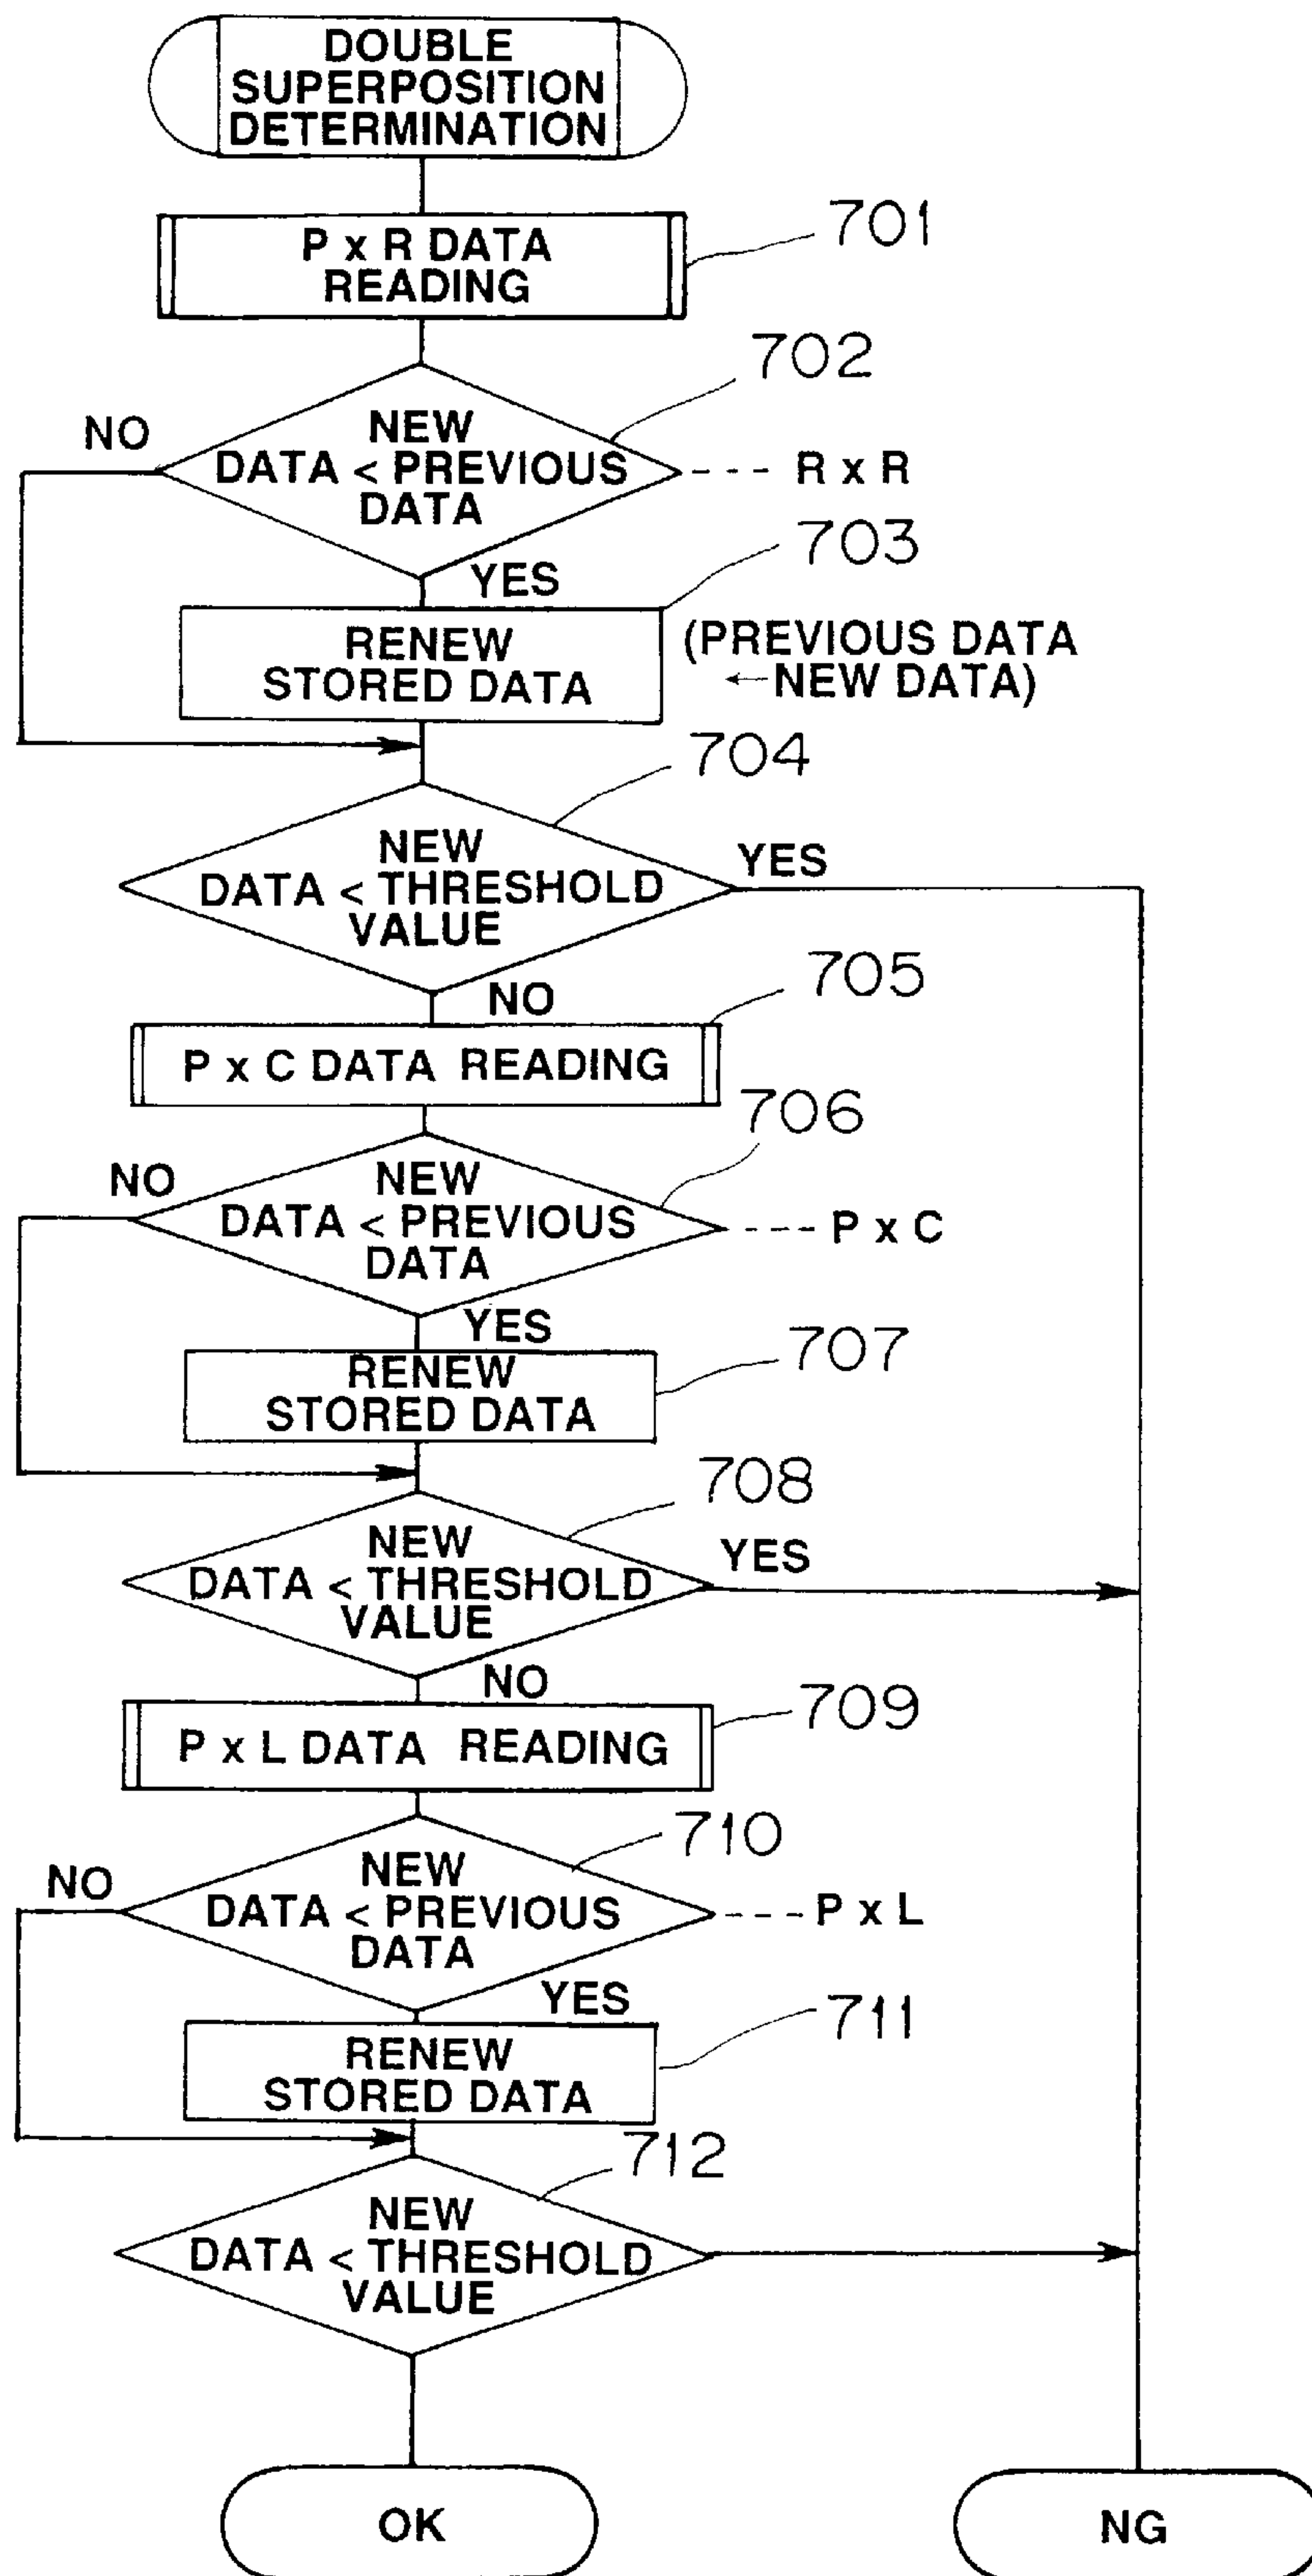 DOUBLE
SUPERPOSITION
DETERMINATION
P x R DATA
READING
701
702
NO
NEW
DATA < PREVIOUS
DATA
R x R
703
YES
RENEW
STORED DATA
(PREVIOUS DATA
←NEW DATA)
704
NEW
DATA < THRESHOLD
VALUE
YES
705
NO
P x C DATA READING
706
NO
NEW
DATA < PREVIOUS
DATA
P x C
YES
707
RENEW
STORED DATA
708
NEW
DATA < THRESHOLD
VALUE
YES
NO
709
P x L DATA READING
710
NO
NEW
DATA < PREVIOUS
DATA
P x L
YES
711
RENEW
STORED DATA
712
NEW
DATA < THRESHOLD
VALUE
OK
NG